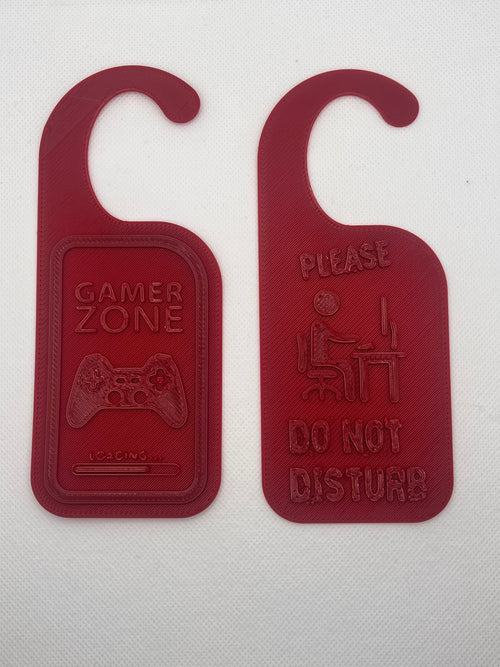 GAMER
ZONE
LOADING...
PLEASE
DO NOT
DISTURB